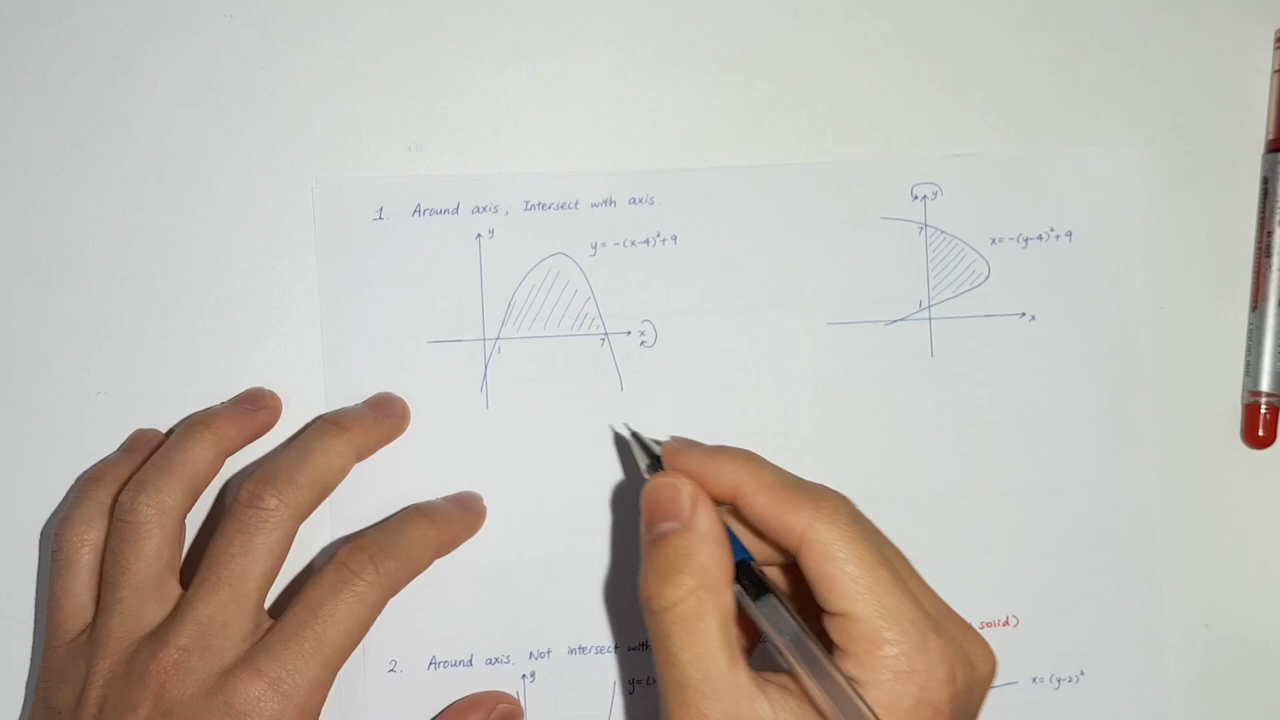 1. Around axis, Intersect with axis.
y
y = -(x-4)²+9
1
7
x
y
7
x = -(y-4)²+9
1
x
solid)
2. Around axis. Not intersect with
y
y=(x
x = (y-2)²